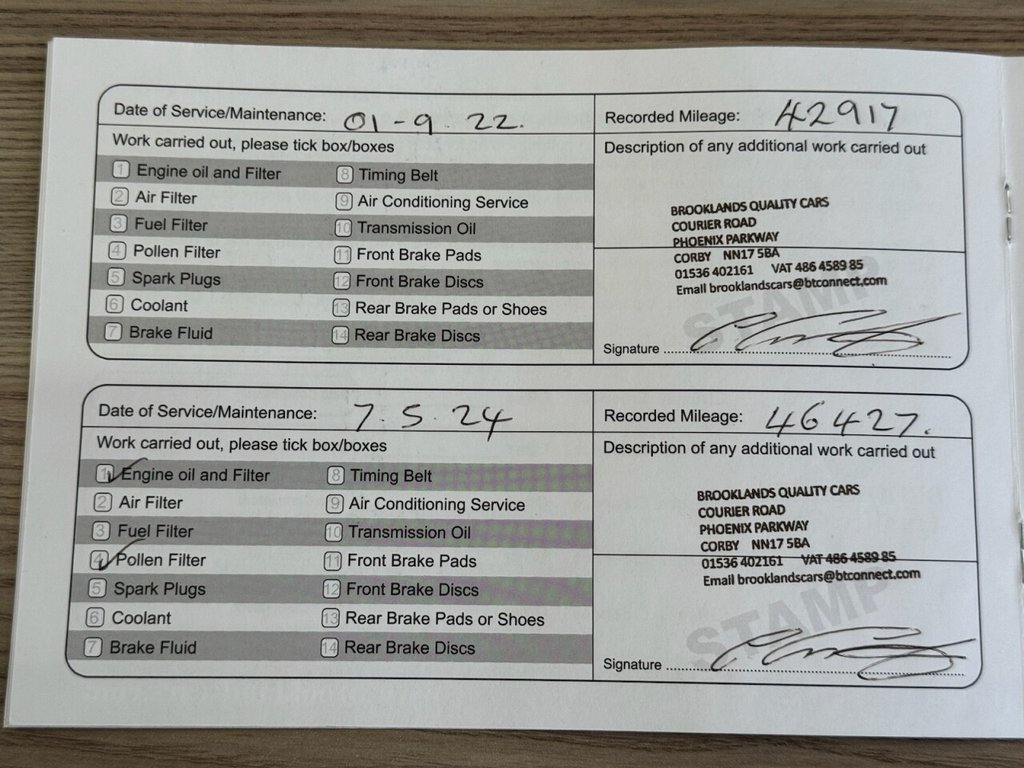 Date of Service/Maintenance: 01-9.22.
Recorded Mileage: 42917
Work carried out, please tick box/boxes
1 Engine oil and Filter
2 Air Filter
3 Fuel Filter
4 Pollen Filter
5 Spark Plugs
6 Coolant
7 Brake Fluid
8 Timing Belt
9 Air Conditioning Service
10 Transmission Oil
11 Front Brake Pads
12 Front Brake Discs
13 Rear Brake Pads or Shoes
14 Rear Brake Discs
Description of any additional work carried out
BROOKLANDS QUALITY CARS
COURIER ROAD
PHOENIX PARKWAY
CORBY NN17 5BA
01536 402161 VAT 486 4589 85
Email brooklandscars@btconnect.com
STAMP
Signature
Date of Service/Maintenance: 7.5.24
Recorded Mileage: 46427.
Work carried out, please tick box/boxes
1 Engine oil and Filter
2 Air Filter
3 Fuel Filter
4 Pollen Filter
5 Spark Plugs
6 Coolant
7 Brake Fluid
8 Timing Belt
9 Air Conditioning Service
10 Transmission Oil
11 Front Brake Pads
12 Front Brake Discs
13 Rear Brake Pads or Shoes
14 Rear Brake Discs
Description of any additional work carried out
BROOKLANDS QUALITY CARS
COURIER ROAD
PHOENIX PARKWAY
CORBY NN17 5BA
01536 402161 VAT 486 4589 85
Email brooklandscars@btconnect.com
STAMP
Signature